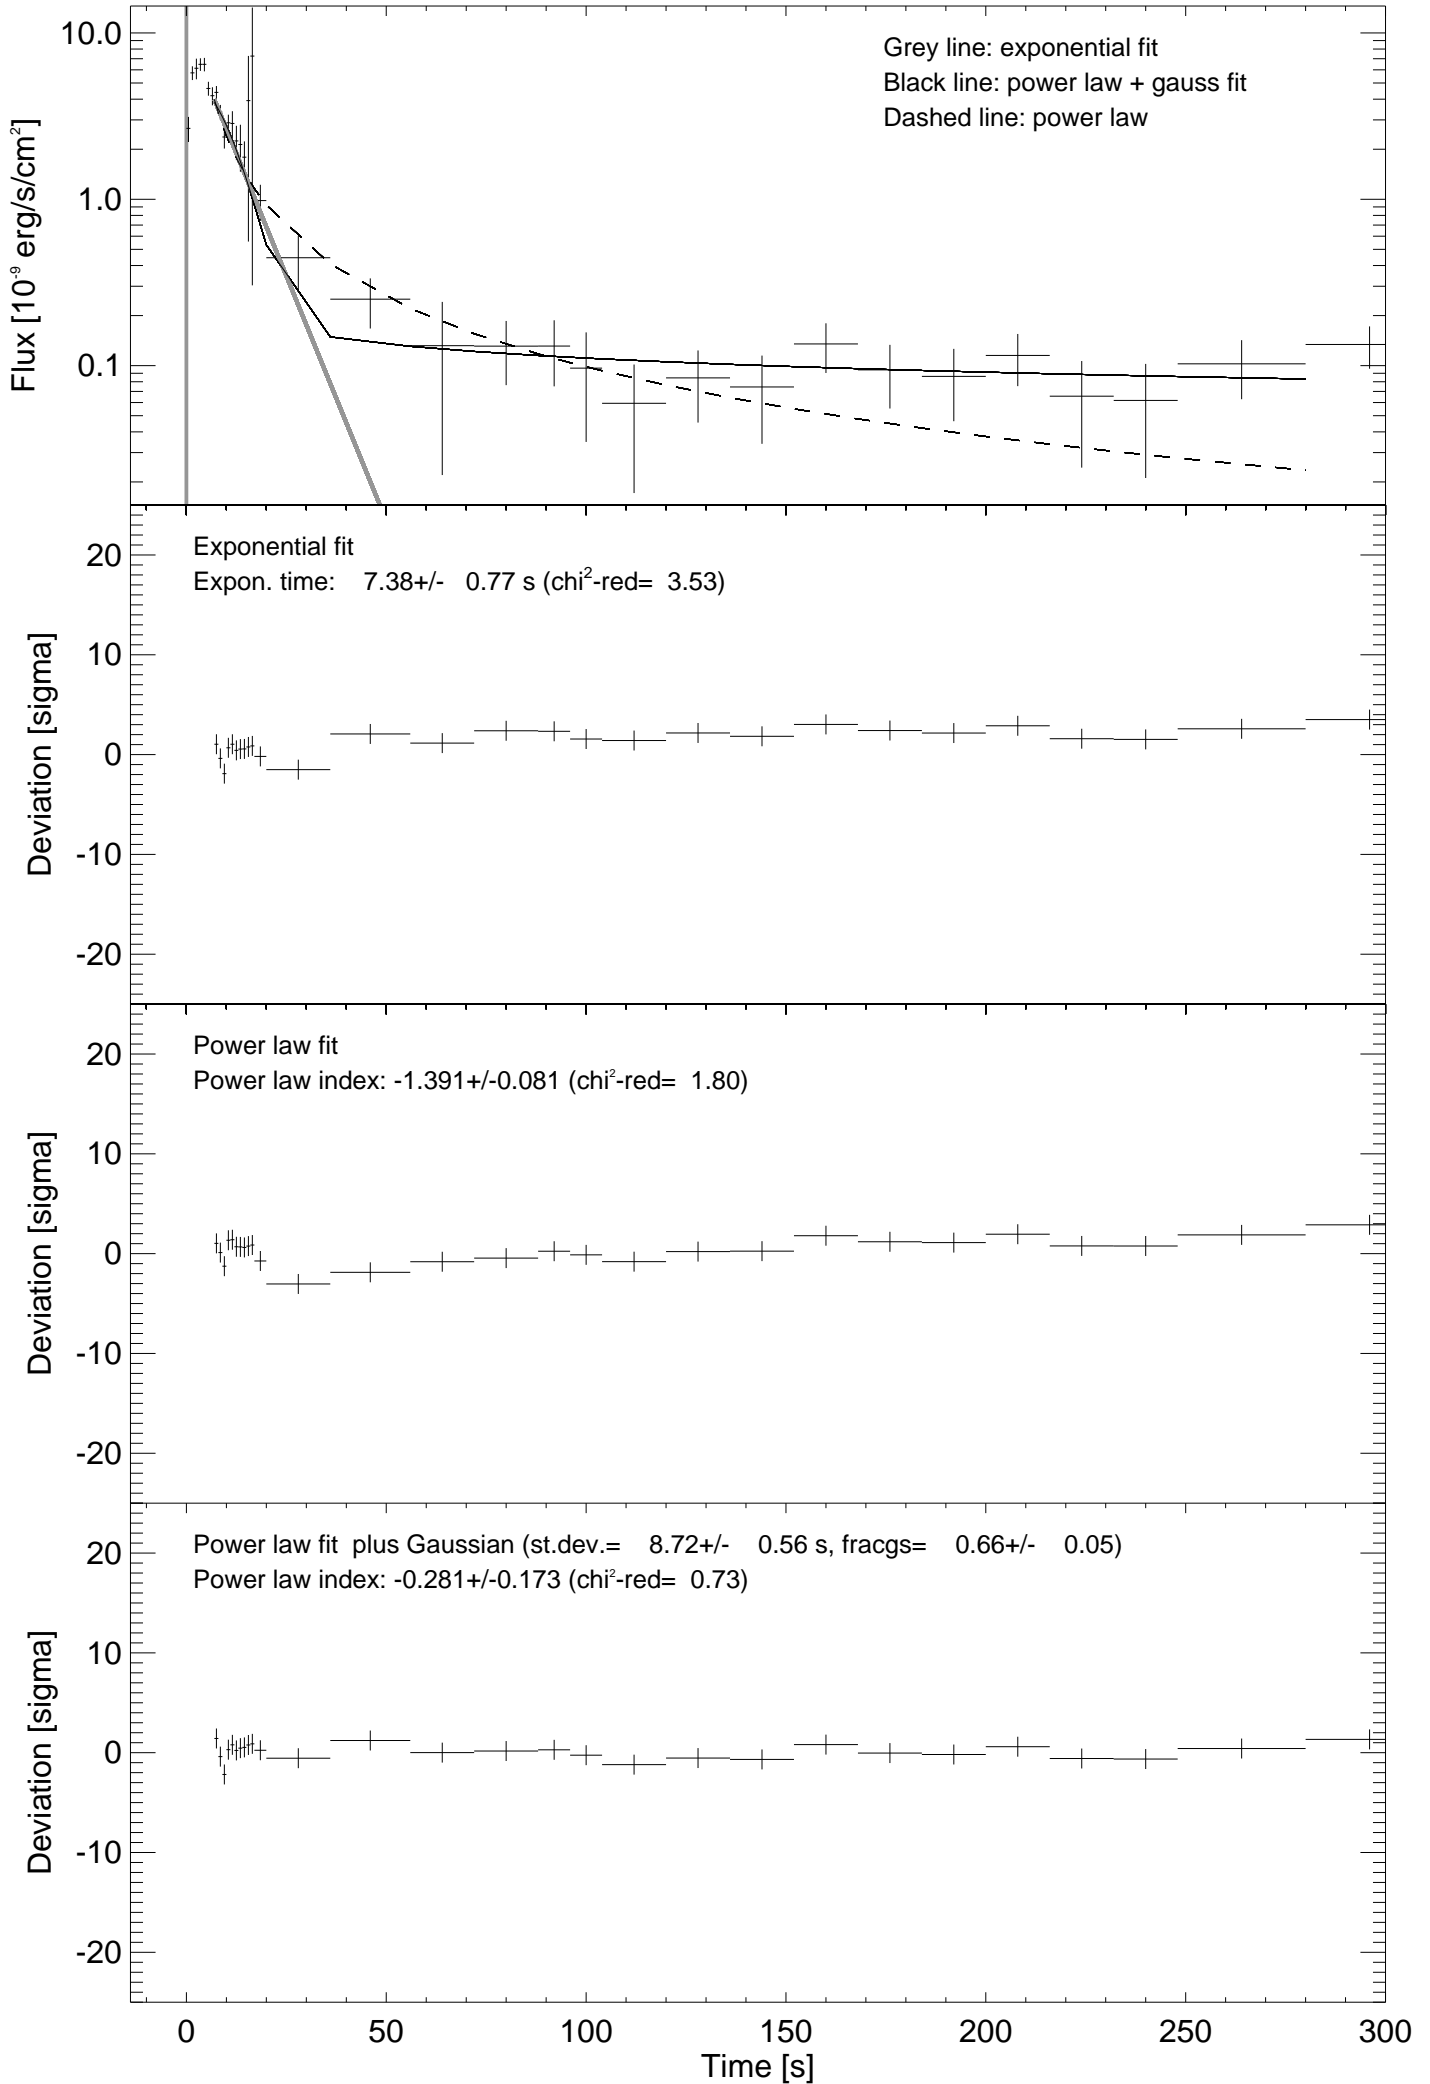 Grey line: exponential fit
Black line: power law + gauss fit
Dashed line: power law
Flux [10⁻⁹ erg/s/cm²]
10.0
1.0
0.1
Exponential fit
Expon. time: 7.38+/- 0.77 s (chi²-red= 3.53)
Deviation [sigma]
20
10
0
-10
-20
Power law fit
Power law index: -1.391+/-0.081 (chi²-red= 1.80)
Deviation [sigma]
20
10
0
-10
-20
Power law fit plus Gaussian (st.dev.= 8.72+/- 0.56 s, fracgs= 0.66+/- 0.05)
Power law index: -0.281+/-0.173 (chi²-red= 0.73)
Deviation [sigma]
20
10
0
-10
-20
0 50 100 150 200 250 300
Time [s]